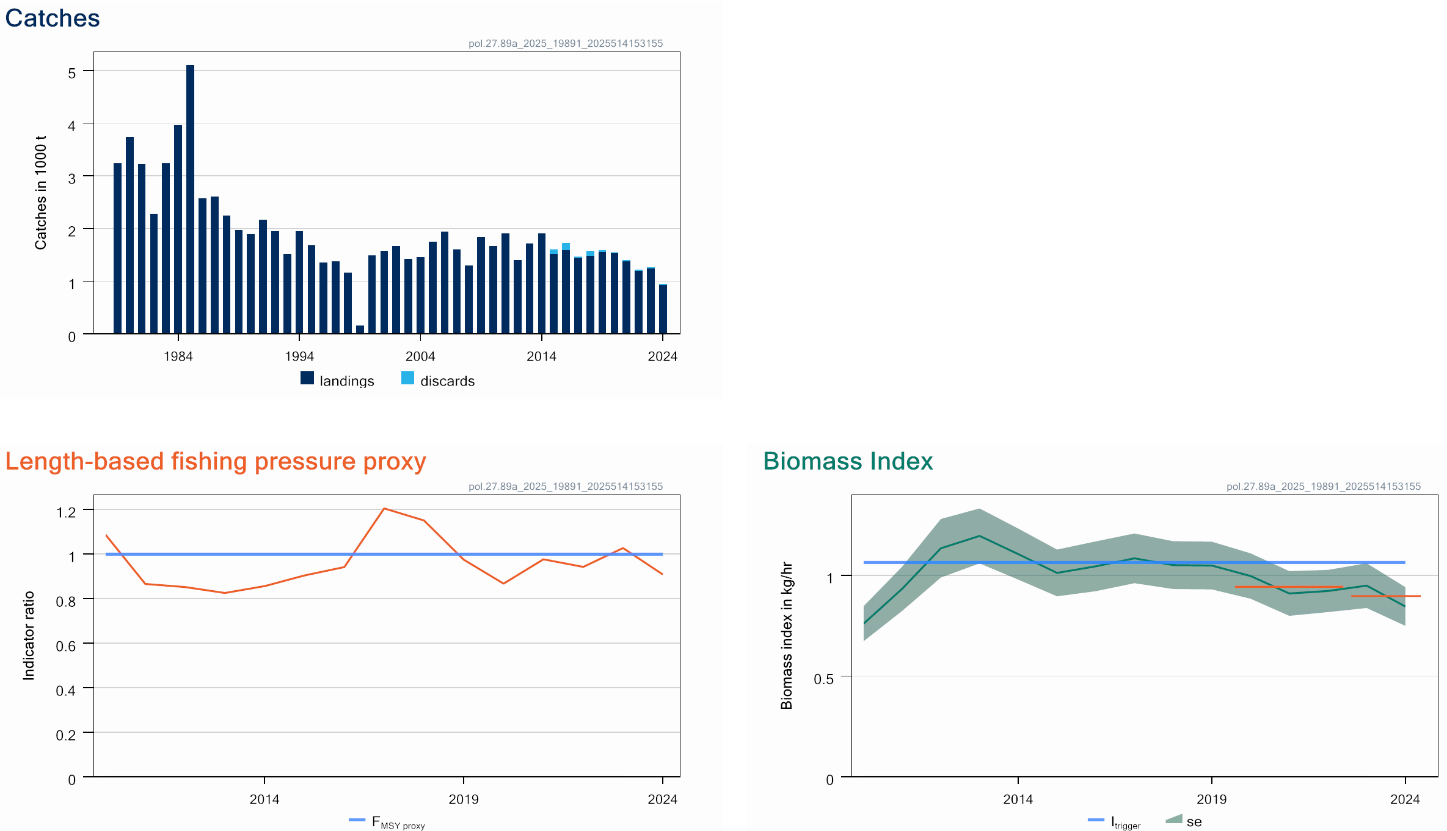 Catches
pol.27.89a_2025_19891_2025514153155
Catches in 1000 t
5
4
3
2
1
0
1984 1994 2004 2014 2024
landings discards
Length-based fishing pressure proxy
pol.27.89a_2025_19891_2025514153155
Indicator ratio
1.2
1
0.8
0.6
0.4
0.2
0
2014 2019 2024
FMSY proxy
Biomass Index
pol.27.89a_2025_19891_2025514153155
Biomass index in kg/hr
1
0.5
0
2014 2019 2024
Itrigger se